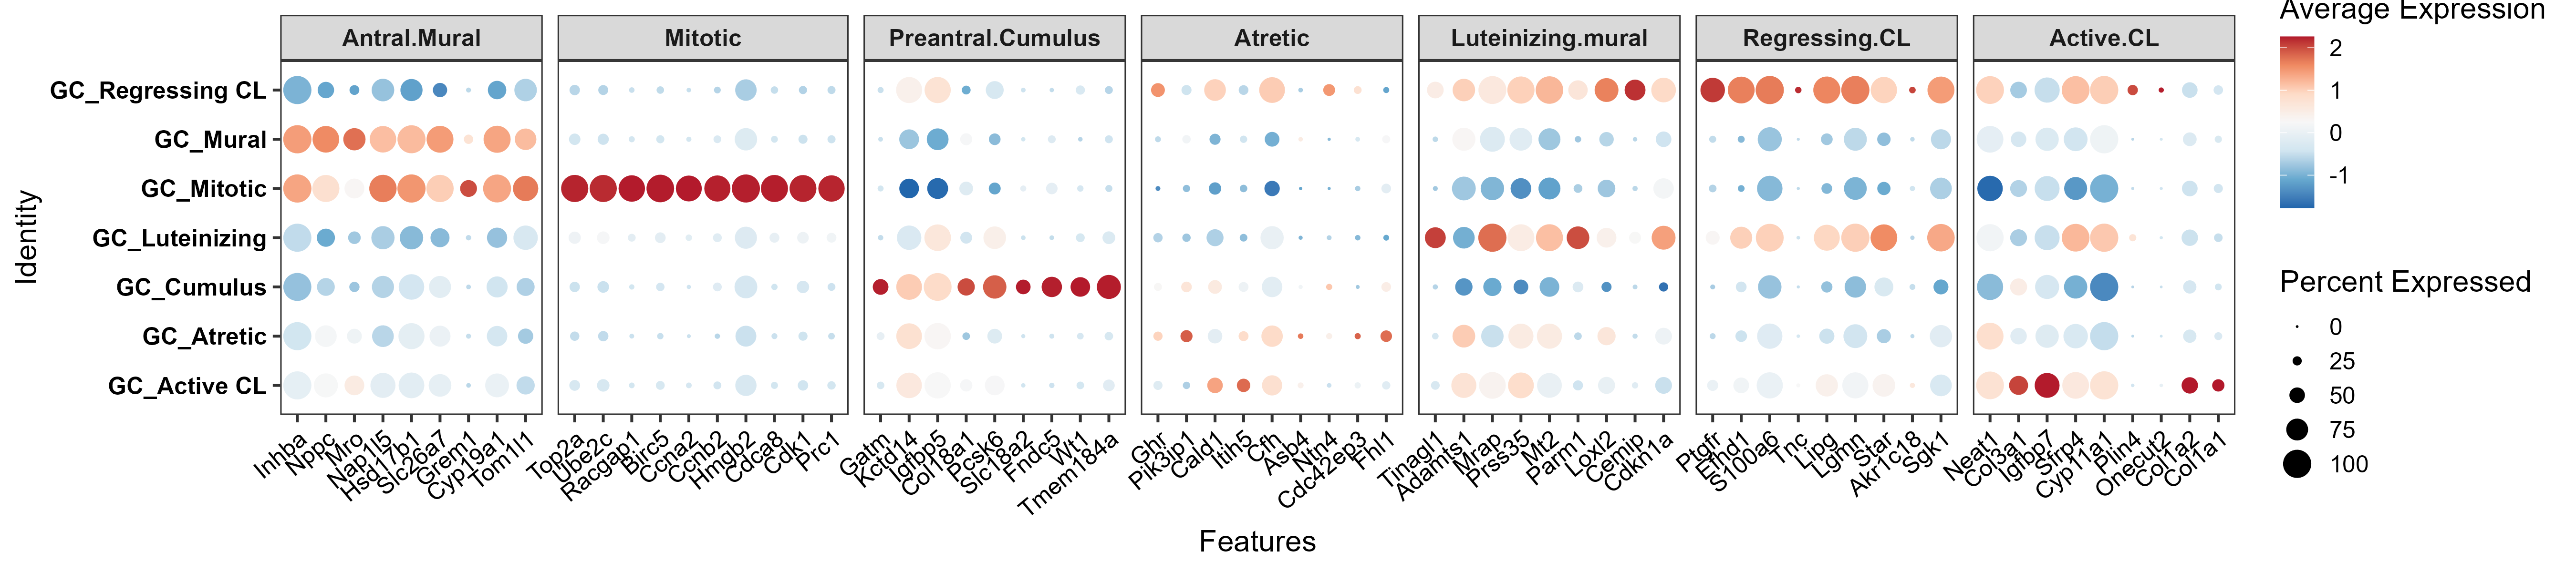 Antral.Mural
Mitotic
Preantral.Cumulus
Atretic
Luteinizing.mural
Regressing.CL
Active.CL
Identity
GC_Regressing CL
GC_Mural
GC_Mitotic
GC_Luteinizing
GC_Cumulus
GC_Atretic
GC_Active CL
Inhba
Nppc
Mro
Nap1l5
Hsd17b1
Slc26a7
Grem1
Cyp19a1
Tom1l1
Top2a
Ube2c
Racgap1
Birc5
Ccna2
Ccnb2
Hmgb2
Cdca8
Cdk1
Prc1
Gatm
Kctd14
Igfbp5
Col18a1
Pcsk6
Slc18a2
Fndc5
Wt1
Tmem184a
Ghr
Pik3ip1
Cald1
Itih5
Cfh
Asb4
Ntn4
Cdc42ep3
Fhl1
Tinagl1
Adamts1
Mrap
Prss35
Mt2
Parm1
Loxl2
Cemip
Cdkn1a
Ptgfr
Efhd1
S100a6
Tnc
Lipg
Lgmn
Star
Akr1c18
Sgk1
Neat1
Col3a1
Igfbp7
Sfrp4
Cyp11a1
Plin4
Onecut2
Col1a2
Col1a1
Features
Average Expression
2
1
0
-1
Percent Expressed
0
25
50
75
100